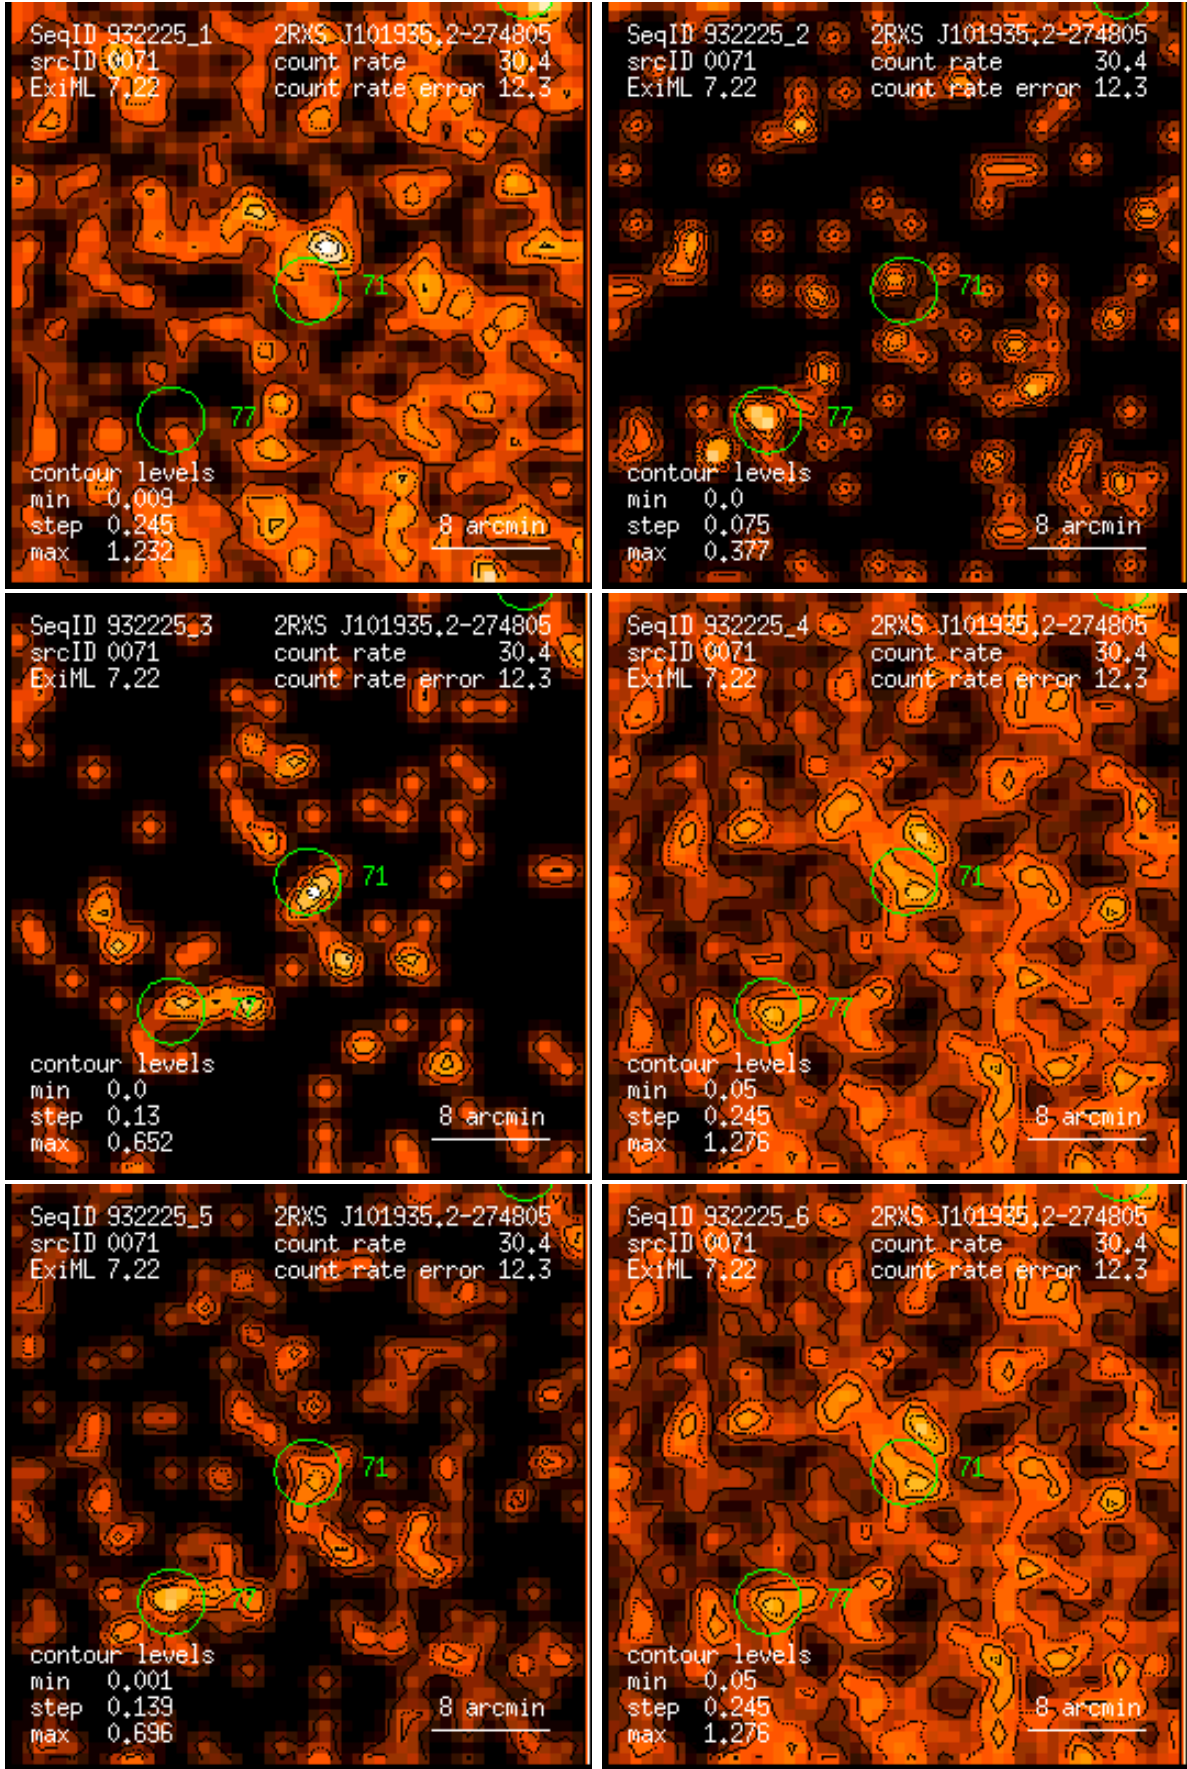 SeqID 932225_1 2RXS J101935.2-274805
srcID 0071 count rate 30.4
ExiML 7.22 count rate error 12.3
71
77
contour levels
min 0.009
step 0.245 8 arcmin
max 1.232
SeqID 932225_2 2RXS J101935.2-274805
srcID 0071 count rate 30.4
ExiML 7.22 count rate error 12.3
71
77
contour levels
min 0.0
step 0.075 8 arcmin
max 0.377
SeqID 932225_3 2RXS J101935.2-274805
srcID 0071 count rate 30.4
ExiML 7.22 count rate error 12.3
71
77
contour levels
min 0.0
step 0.13 8 arcmin
max 0.652
SeqID 932225_4 2RXS J101935.2-274805
srcID 0071 count rate 30.4
ExiML 7.22 count rate error 12.3
71
77
contour levels
min 0.05
step 0.245 8 arcmin
max 1.276
SeqID 932225_5 2RXS J101935.2-274805
srcID 0071 count rate 30.4
ExiML 7.22 count rate error 12.3
71
77
contour levels
min 0.001
step 0.139 8 arcmin
max 0.696
SeqID 932225_6 2RXS J101935.2-274805
srcID 0071 count rate 30.4
ExiML 7.22 count rate error 12.3
71
77
contour levels
min 0.05
step 0.245 8 arcmin
max 1.276